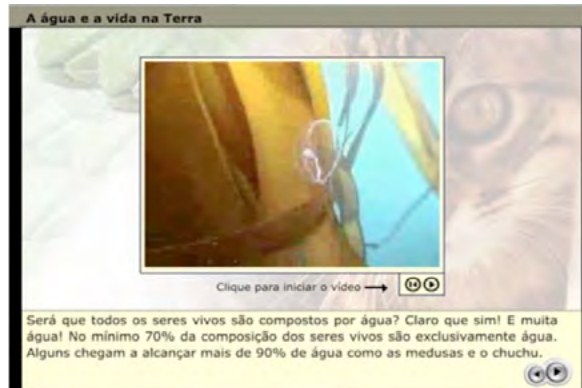 A água e a vida na Terra
Clique para iniciar o vídeo
Será que todos os seres vivos são compostos por água? Claro que sim! E muita
água! No mínimo 70% da composição dos seres vivos são exclusivamente água.
Alguns chegam a alcançar mais de 90% de água como as medusas e o chuchu.